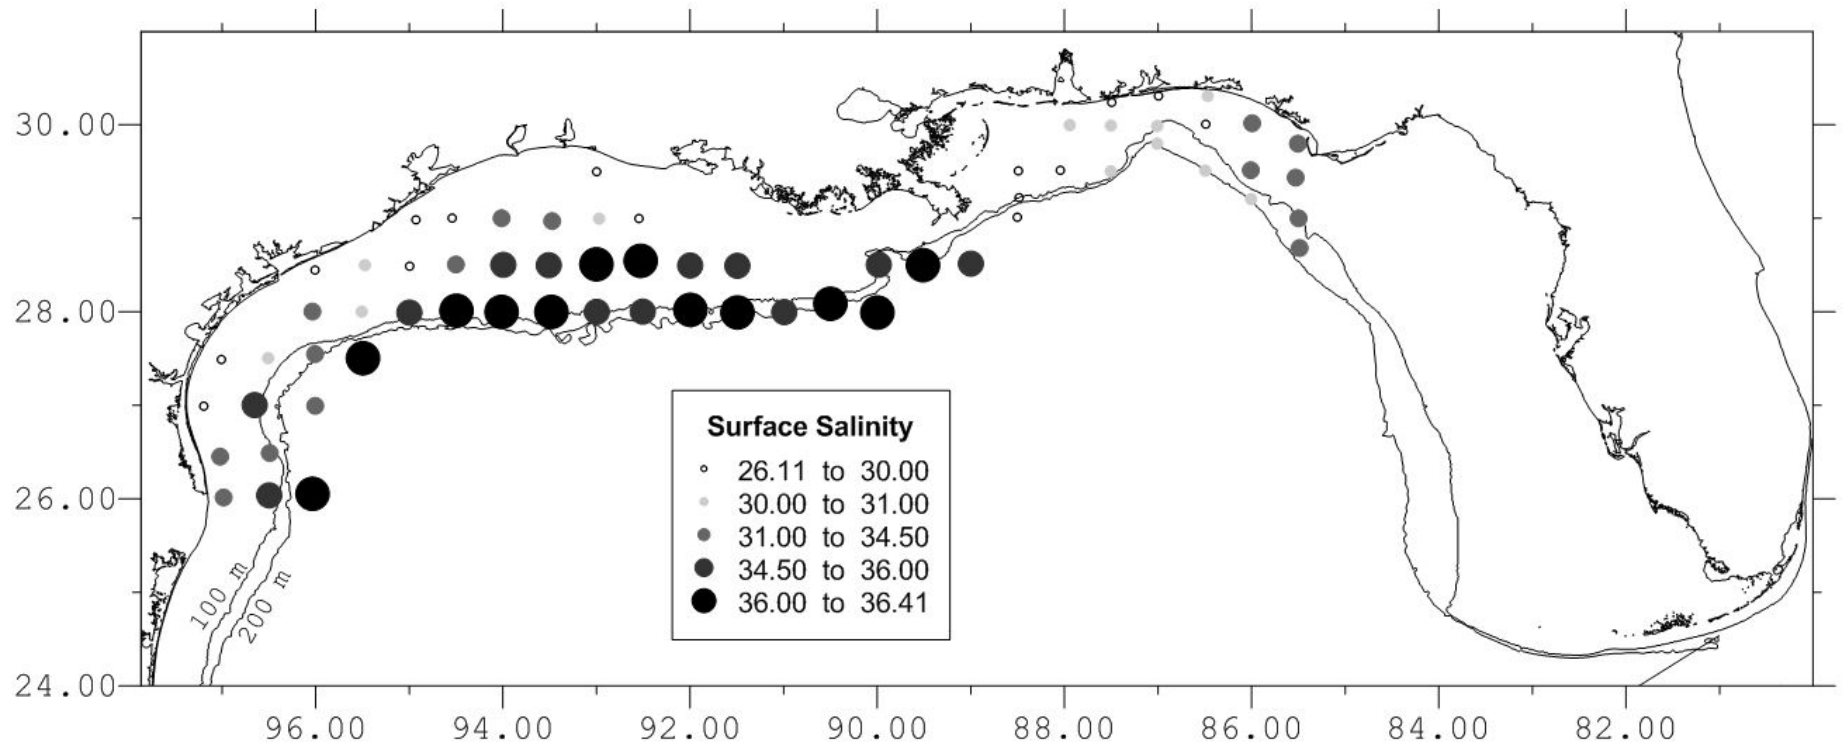 30.00
28.00
26.00
24.00
100 m
200 m
Surface Salinity
26.11 to 30.00
30.00 to 31.00
31.00 to 34.50
34.50 to 36.00
36.00 to 36.41
96.00 94.00 92.00 90.00 88.00 86.00 84.00 82.00